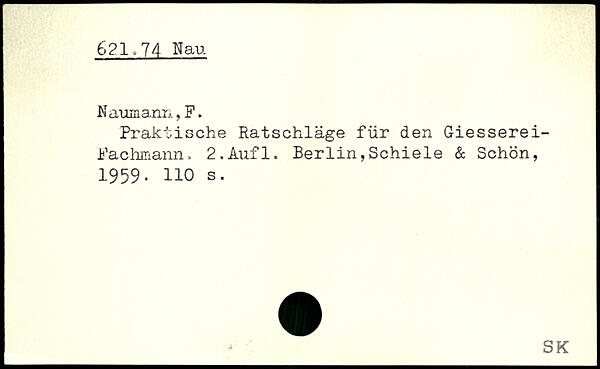 621.74 Nau
Naumann,F.
Praktische Ratschläge für den Giesserei-
Fachmann. 2.Aufl. Berlin,Schiele & Schön,
1959. 110 s.
SK